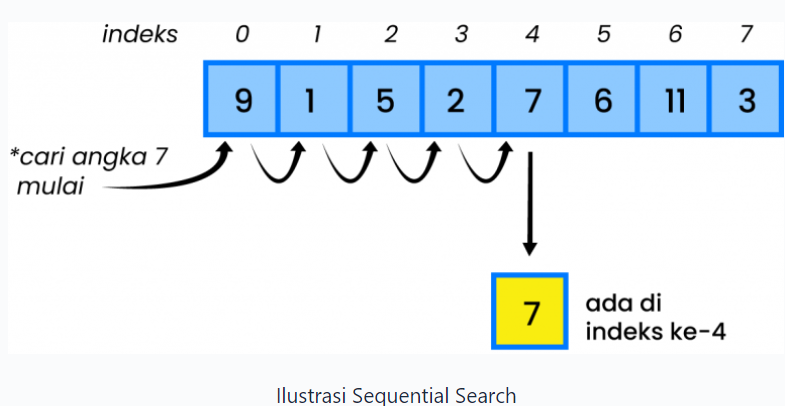 indeks 0 1 2 3 4 5 6 7
9 1 5 2 7 6 11 3
*cari angka 7
mulai
7
ada di
indeks ke-4
Ilustrasi Sequential Search